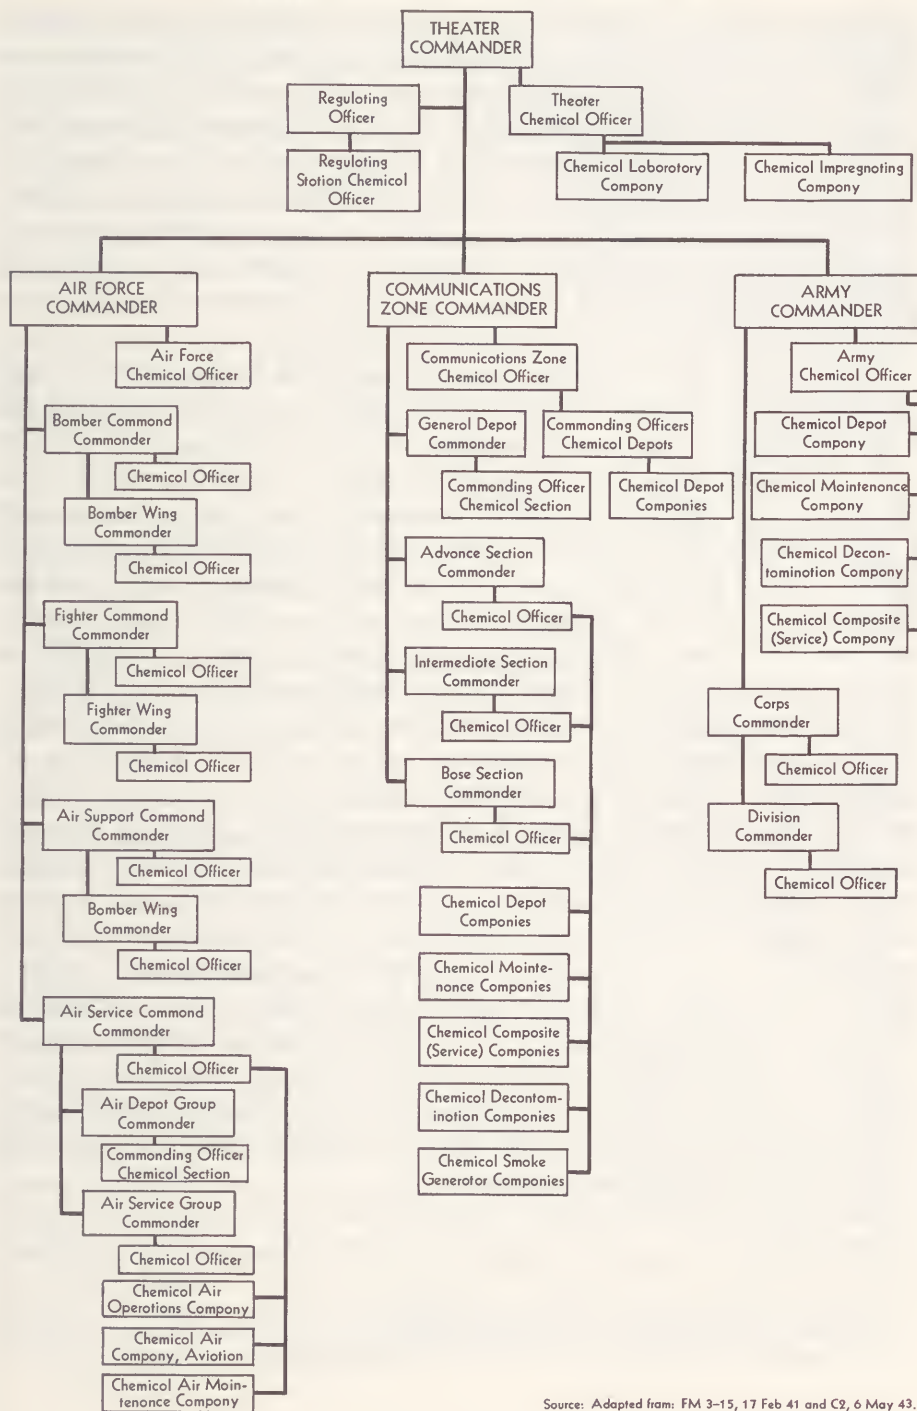 THEATER
COMMANDER
Reguloting
Officer
Theoter
Chemicol Officer
Reguloting
Stotion Chemicol
Officer
Chemicol Loborotory
Compony
Chemicol Impregnoting
Compony
AIR FORCE
COMMANDER
COMMUNICATIONS
ZONE COMMANDER
ARMY
COMMANDER
Air Force
Chemicol Officer
Bomber Commond
Commonder
Chemicol Officer
Bomber Wing
Commonder
Chemicol Officer
Fighter Commond
Commonder
Chemicol Officer
Fighter Wing
Commonder
Chemicol Officer
Air Support Commond
Commonder
Chemicol Officer
Bomber Wing
Commonder
Chemicol Officer
Air Service Commond
Commonder
Chemicol Officer
Air Depot Group
Commonder
Commonding Officer
Chemicol Section
Air Service Group
Commonder
Chemicol Officer
Chemicol Air
Operotions Compony
Chemicol Air
Compony, Aviotion
Chemicol Air Moin-
tenonce Compony
Communicotions Zone
Chemicol Officer
Generol Depot
Commonder
Commonding Officers
Chemicol Depots
Commonding Officer
Chemicol Section
Chemicol Depot
Componies
Advonce Section
Commonder
Chemicol Officer
Intermediote Section
Commonder
Chemicol Officer
Bose Section
Commonder
Chemicol Officer
Chemicol Depot
Componies
Chemicol Mointe-
nonce Componies
Chemicol Composite
(Service) Componies
Chemicol Decontom-
inotion Componies
Chemicol Smoke
Generotor Componies
Army
Chemicol Officer
Chemicol Depot
Compony
Chemicol Mointenonce
Compony
Chemicol Decon-
tominotion Compony
Chemicol Composite
(Service) Compony
Corps
Commonder
Chemicol Officer
Division
Commonder
Chemicol Officer
Source: Adopted from: FM 3–15, 17 Feb 41 and C2, 6 May 43.